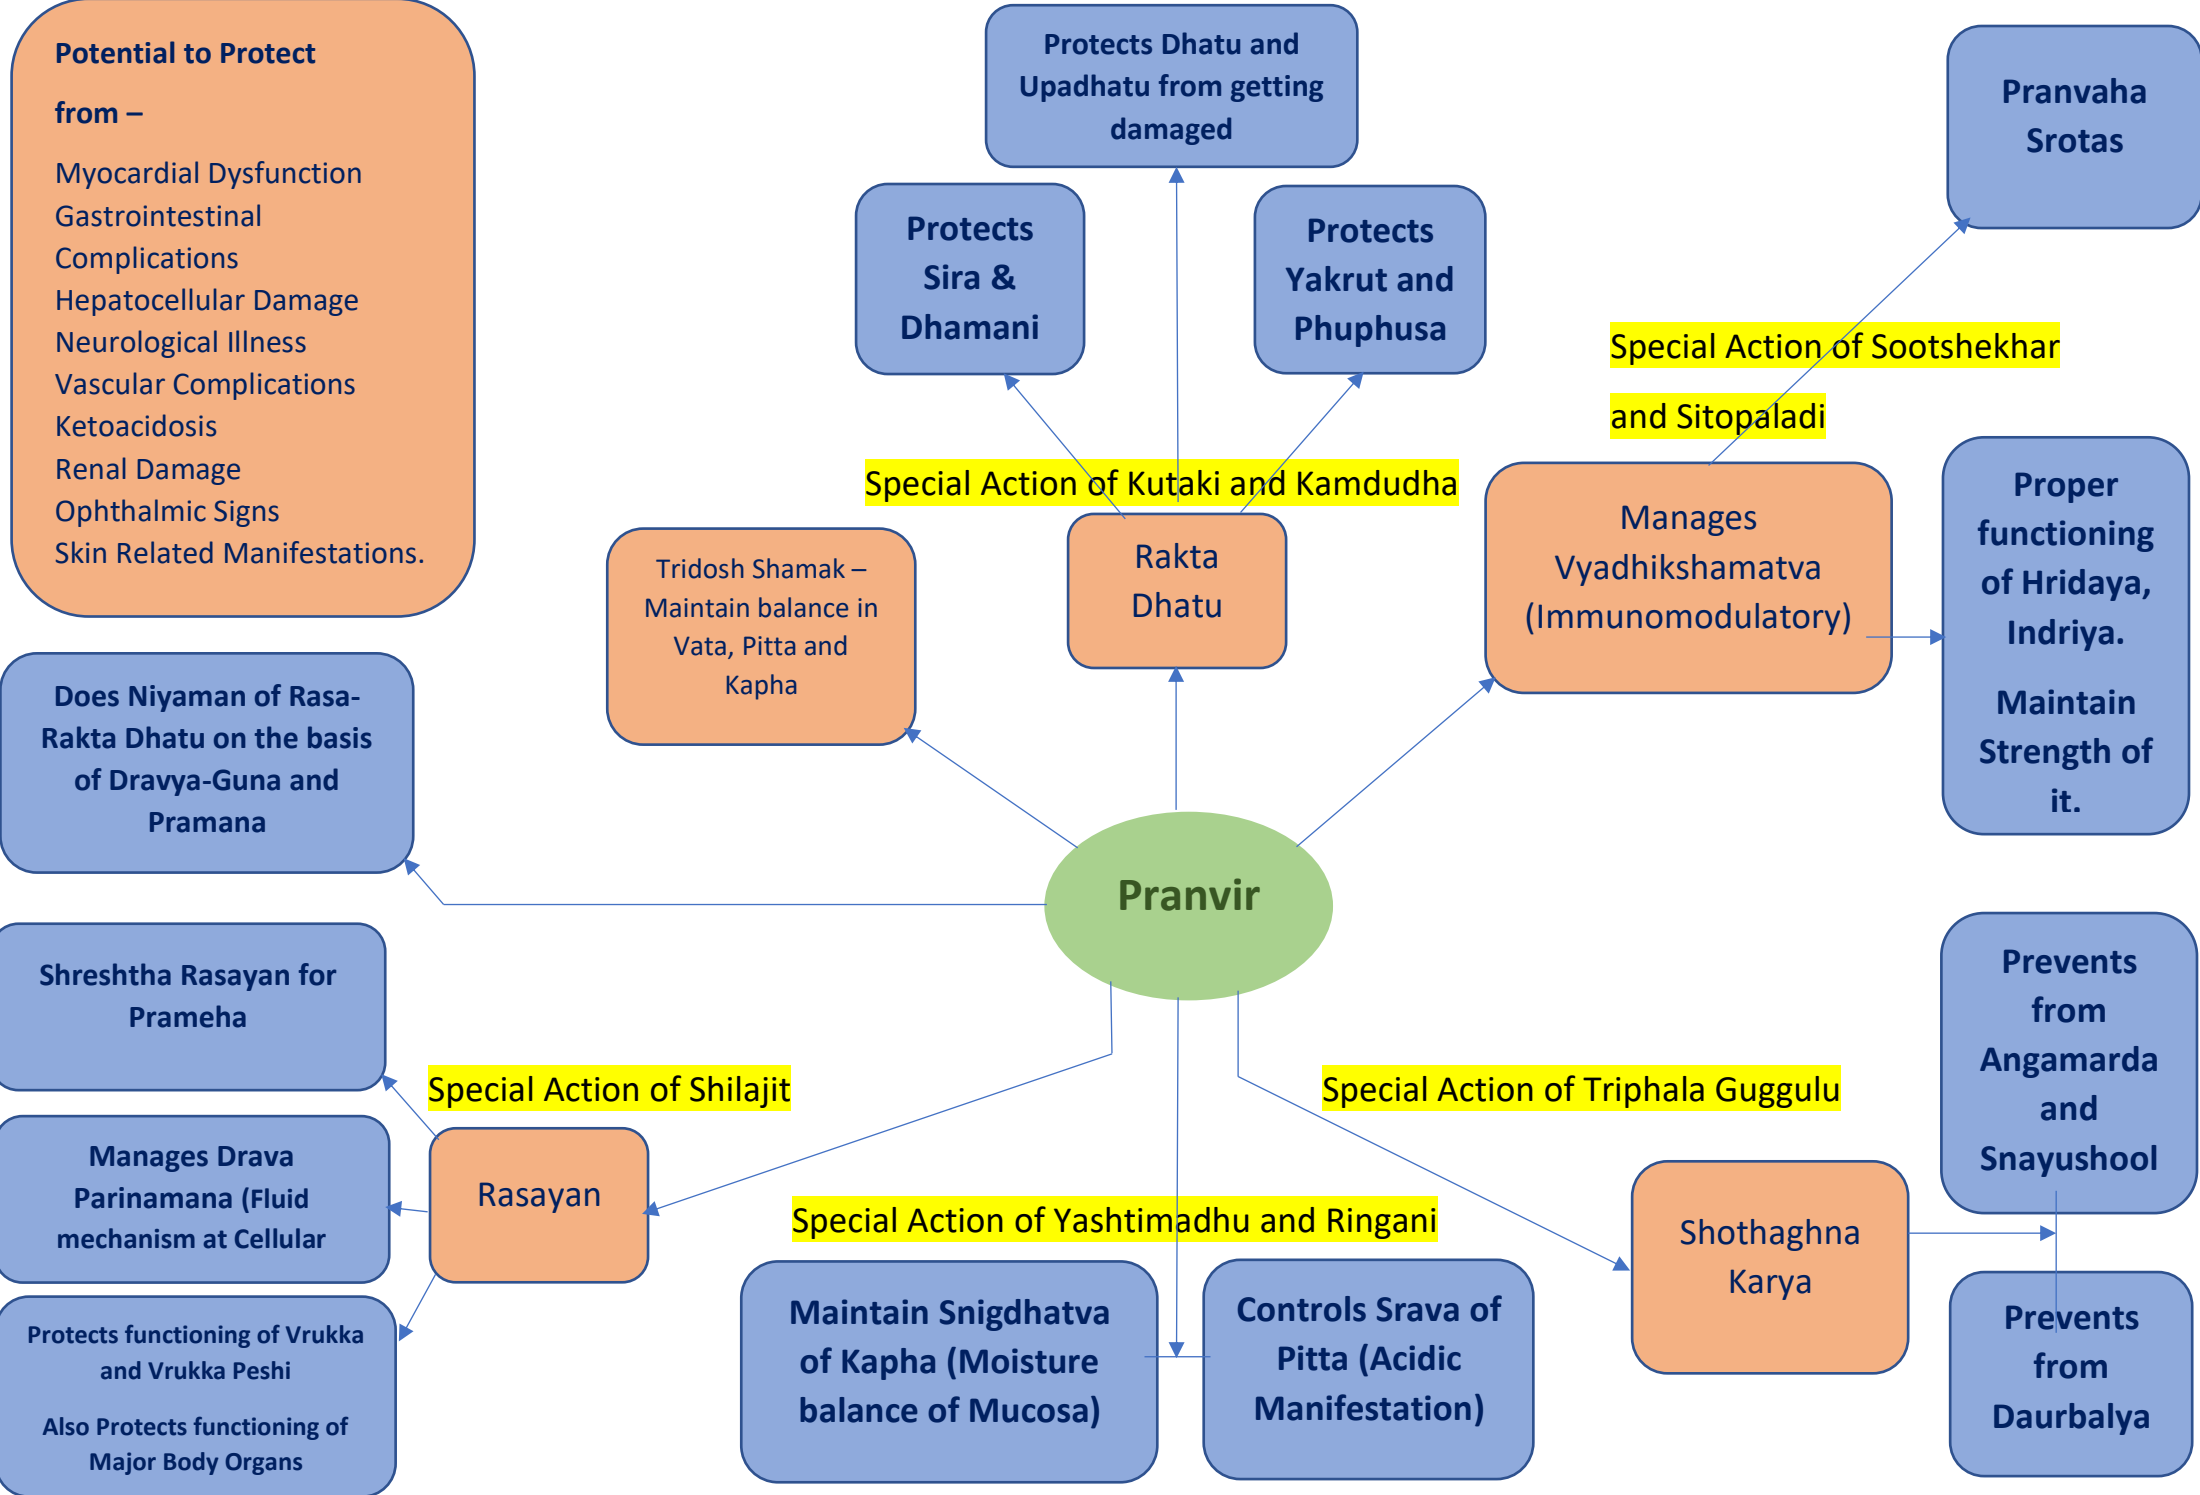 Potential to Protect
from –
Myocardial Dysfunction
Gastrointestinal
Complications
Hepatocellular Damage
Neurological Illness
Vascular Complications
Ketoacidosis
Renal Damage
Ophthalmic Signs
Skin Related Manifestations.
Protects Dhatu and
Upadhatu from getting
damaged
Pranvaha
Srotas
Protects
Sira &
Dhamani
Protects
Yakrut and
Phuphusa
Special Action of Sootshekhar
and Sitopaladi
Special Action of Kutaki and Kamdudha
Tridosh Shamak –
Maintain balance in
Vata, Pitta and
Kapha
Rakta
Dhatu
Manages
Vyadhikshamatva
(Immunomodulatory)
Proper
functioning
of Hridaya,
Indriya.
Maintain
Strength of
it.
Does Niyaman of Rasa-
Rakta Dhatu on the basis
of Dravya-Guna and
Pramana
Pranvir
Shreshtha Rasayan for
Prameha
Special Action of Shilajit
Special Action of Triphala Guggulu
Prevents
from
Angamarda
and
Snayushool
Manages Drava
Parinamana (Fluid
mechanism at Cellular
Rasayan
Special Action of Yashtimadhu and Ringani
Shothaghna
Karya
Protects functioning of Vrukka
and Vrukka Peshi
Also Protects functioning of
Major Body Organs
Maintain Snigdhatva
of Kapha (Moisture
balance of Mucosa)
Controls Srava of
Pitta (Acidic
Manifestation)
Prevents
from
Daurbalya